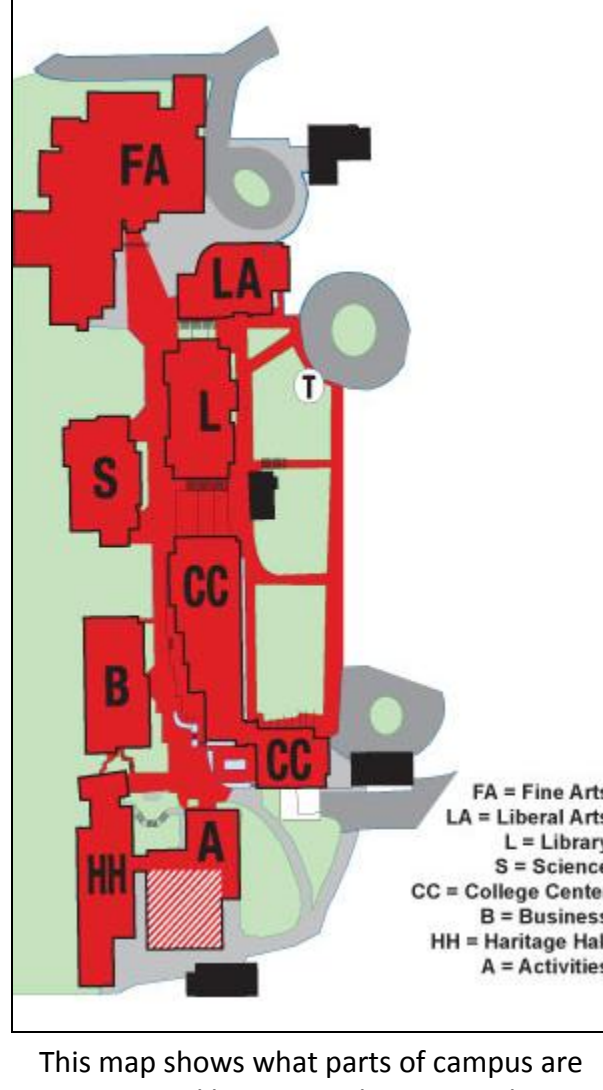 FA
LA
T
L
S
CC
B
CC
A
HH
FA = Fine Arts
LA = Liberal Arts
L = Library
S = Science
CC = College Center
B = Business
HH = Haritage Hall
A = Activities
This map shows what parts of campus are